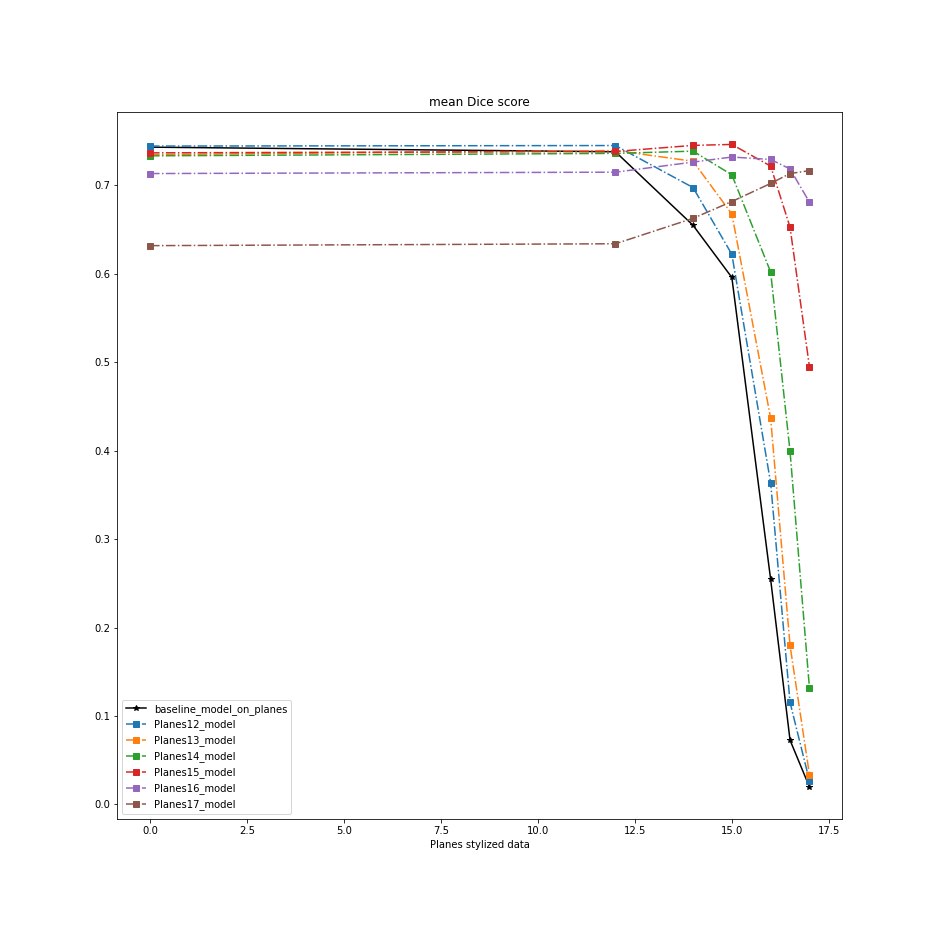 mean Dice score
0.7
0.6
0.5
0.4
0.3
0.2
0.1
0.0
baseline_model_on_planes
Planes12_model
Planes13_model
Planes14_model
Planes15_model
Planes16_model
Planes17_model
0.0 2.5 5.0 7.5 10.0 12.5 15.0 17.5
Planes stylized data